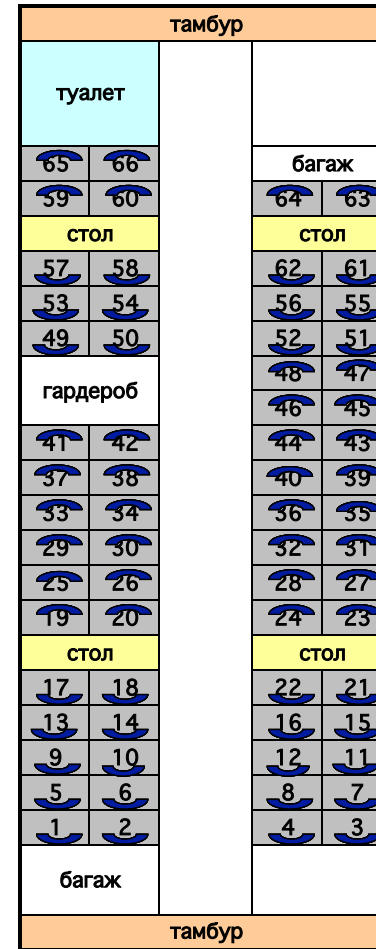 тамбур
туалет
65 66 багаж
59 60 64 63
стол стол
57 58 62 61
53 54 56 55
49 50 52 51
гардероб 48 47
46 45
41 42 44 43
37 38 40 39
33 34 36 35
29 30 32 31
25 26 28 27
19 20 24 23
стол стол
17 18 22 21
13 14 16 15
9 10 12 11
5 6 8 7
1 2 4 3
багаж
тамбур